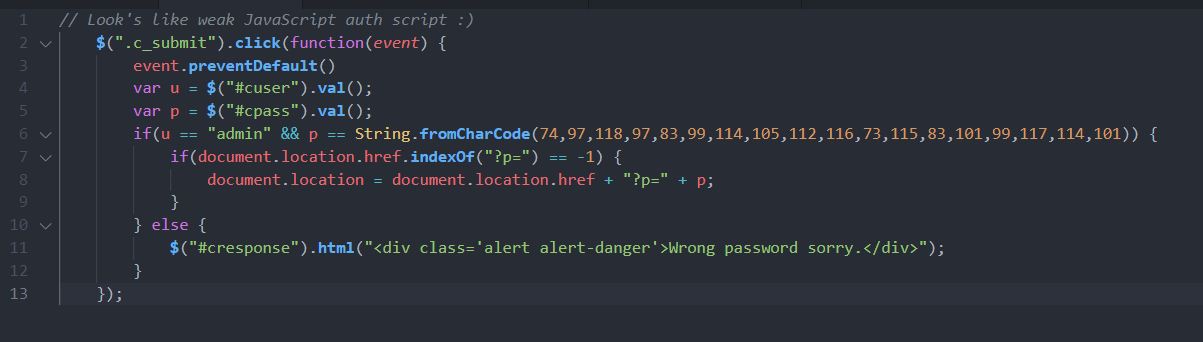 1 // Look's like weak JavaScript auth script :)
2 $(".c_submit").click(function(event) {
3 event.preventDefault()
4 var u = $("#cuser").val();
5 var p = $("#cpass").val();
6 if(u == "admin" && p == String.fromCharCode(74,97,118,97,83,99,114,105,112,116,73,115,83,101,99,117,114,101)) {
7 if(document.location.href.indexOf("?p=") == -1) {
8 document.location = document.location.href + "?p=" + p;
9 }
10 } else {
11 $("#cresponse").html("<div class='alert alert-danger'>Wrong password sorry.</div>");
12 }
13 });